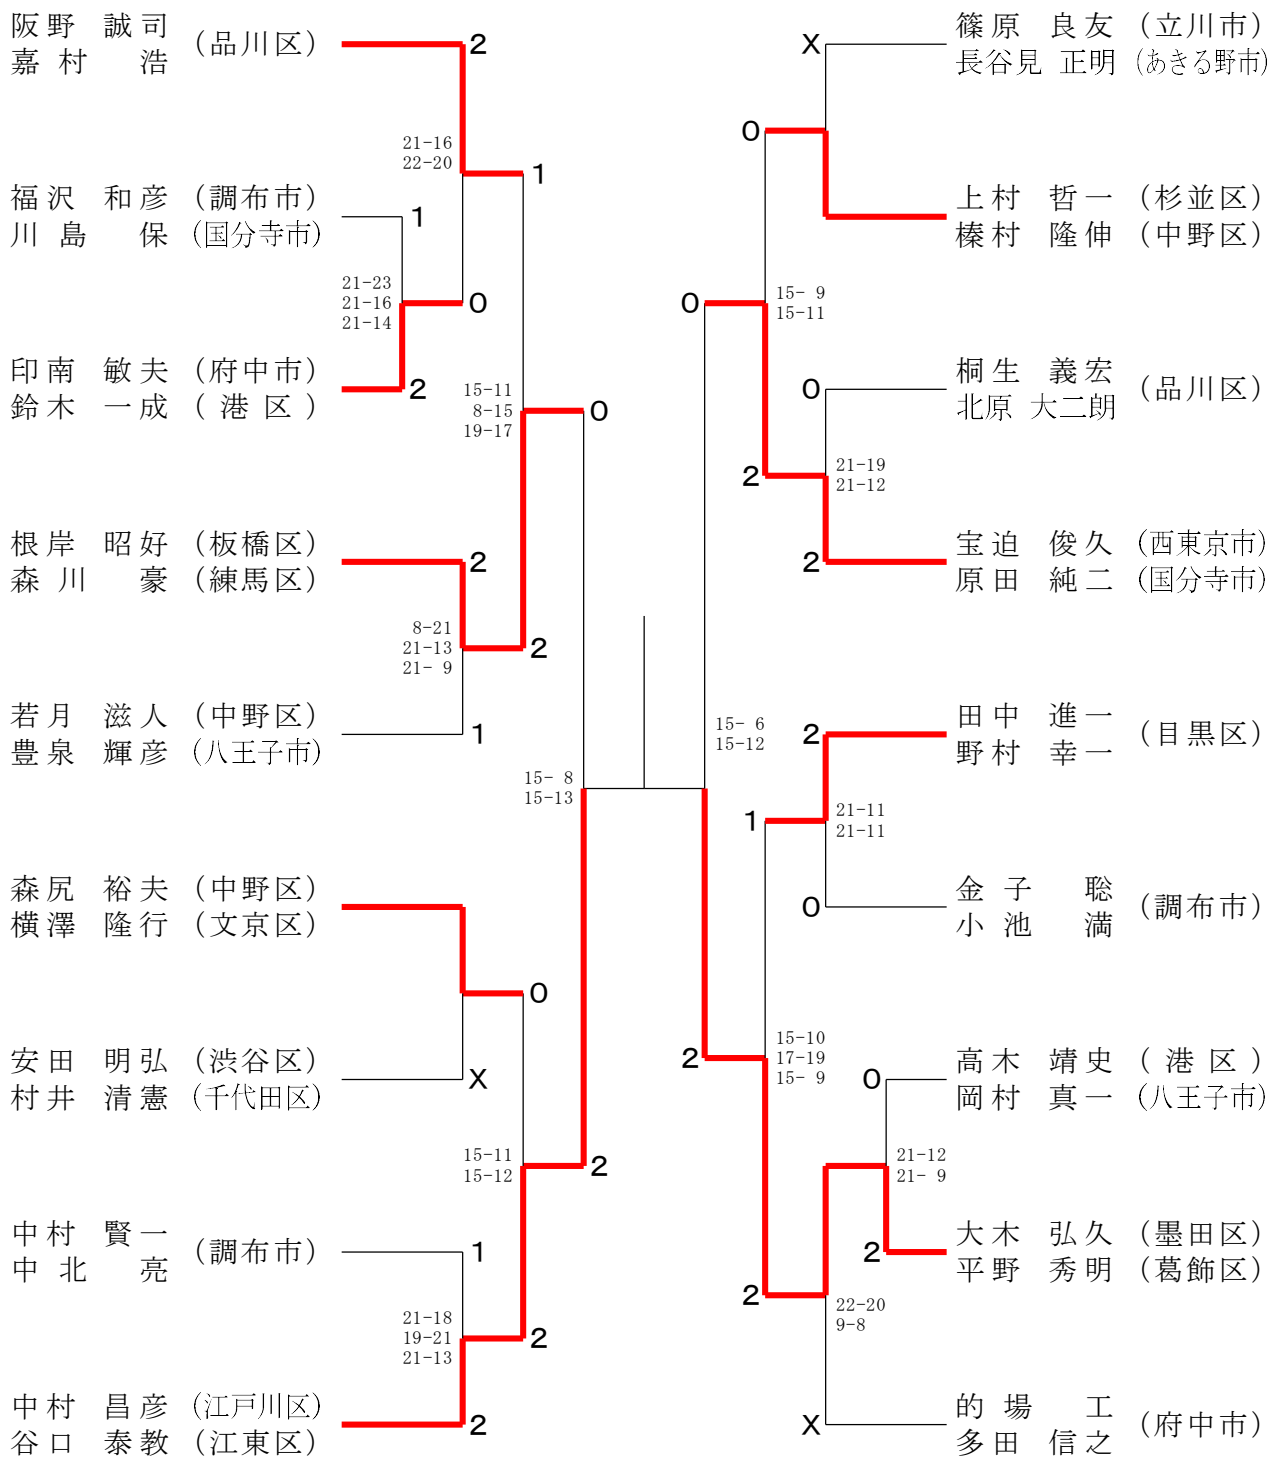 阪野 誠司
嘉村 浩
(品川区)
2
21-16
22-20
1
福沢 和彦 (調布市)
川島 保 (国分寺市)
1
21-23
21-16
21-14
0
印南 敏夫 (府中市)
鈴木 一成 (港区)
2
15-11
8-15
19-17
0
根岸 昭好 (板橋区)
森川 豪 (練馬区)
2
8-21
21-13
21- 9
2
若月 滋人 (中野区)
豊泉 輝彦 (八王子市)
1
15- 8
15-13
森尻 裕夫 (中野区)
横澤 隆行 (文京区)
0
安田 明弘 (渋谷区)
村井 清憲 (千代田区)
X
15-11
15-12
2
中村 賢一
中北 亮
(調布市)
1
21-18
19-21
21-13
2
中村 昌彦 (江戸川区)
谷口 泰教 (江東区)
2
X
篠原 良友 (立川市)
長谷見 正明 (あきる野市)
0
上村 哲一 (杉並区)
榛村 隆伸 (中野区)
0
15- 9
15-11
0
桐生 義宏
北原 大二朗
(品川区)
2
21-19
21-12
2
宝迫 俊久 (西東京市)
原田 純二 (国分寺市)
15- 6
15-12
2
田中 進一
野村 幸一
(目黒区)
1
21-11
21-11
0
金子 聡
小池 満
(調布市)
2
15-10
17-19
15- 9
0
高木 靖史 (港区)
岡村 真一 (八王子市)
21-12
21- 9
2
大木 弘久 (墨田区)
平野 秀明 (葛飾区)
2
22-20
9-8
X
的場 工
多田 信之
(府中市)